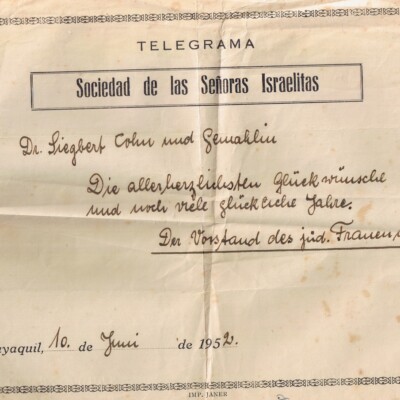 TELEGRAMA
Sociedad de las Señoras Israelitas
Dr. Siegbert Cohn und Gemahlin
Die allerherzlichsten Glückwünsche
und noch viele glückliche Jahre.
Der Vorstand des jüd. Frauen
ayaquil, 10. de Juni de 1952.
IMP. JANER